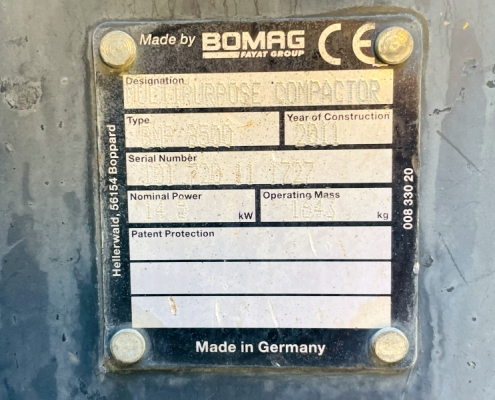 Made by BOMAG CE
FAYAT GROUP
Designation
COMPACTOR
Type
Year of Construction
2011
Serial Number
Nominal Power
kW
Operating Mass
kg
Patent Protection
Made in Germany
Hellerwald, 56154 Boppard
008 330 20